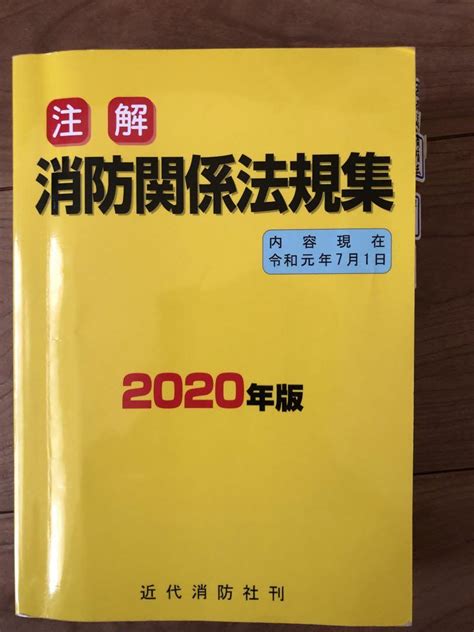 注解
消防関係法規集
内容現在
令和元年7月1日
2020年版
近代消防社刊